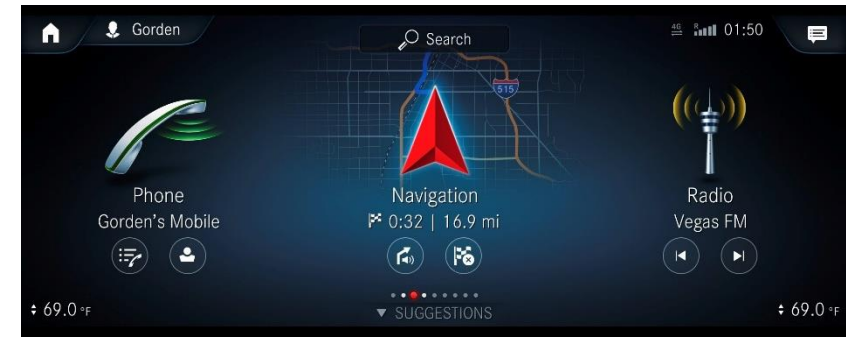 Gorden
Search
4G R 01:50
515
Phone
Gorden's Mobile
Navigation
0:32 | 16.9 mi
Radio
Vegas FM
69.0 °F
SUGGESTIONS
69.0 °F